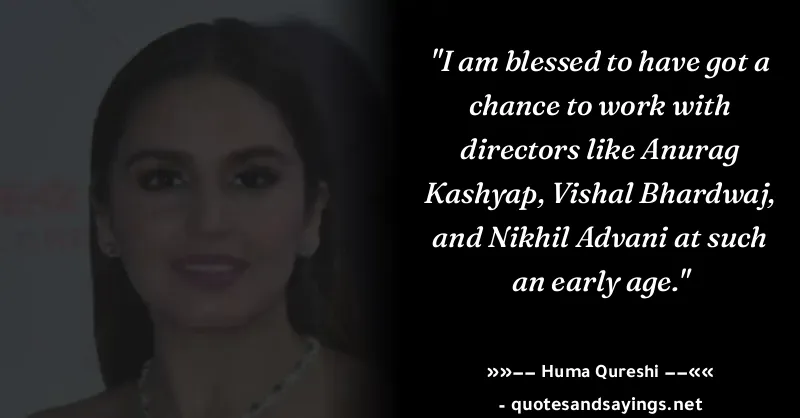 "I am blessed to have got a
chance to work with
directors like Anurag
Kashyap, Vishal Bhardwaj,
and Nikhil Advani at such
an early age."
»»–– Huma Qureshi ––««
- quotesandsayings.net